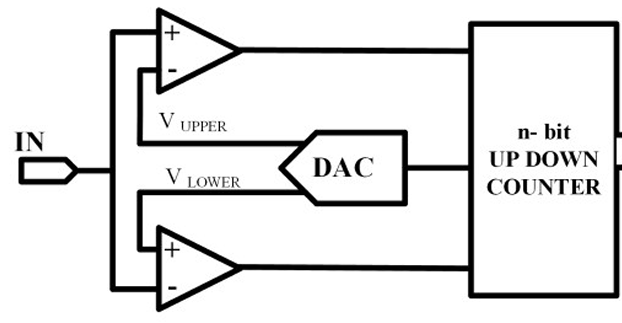 +
-
V UPPER
IN
DAC
n- bit
UP DOWN
COUNTER
V LOWER
+
-